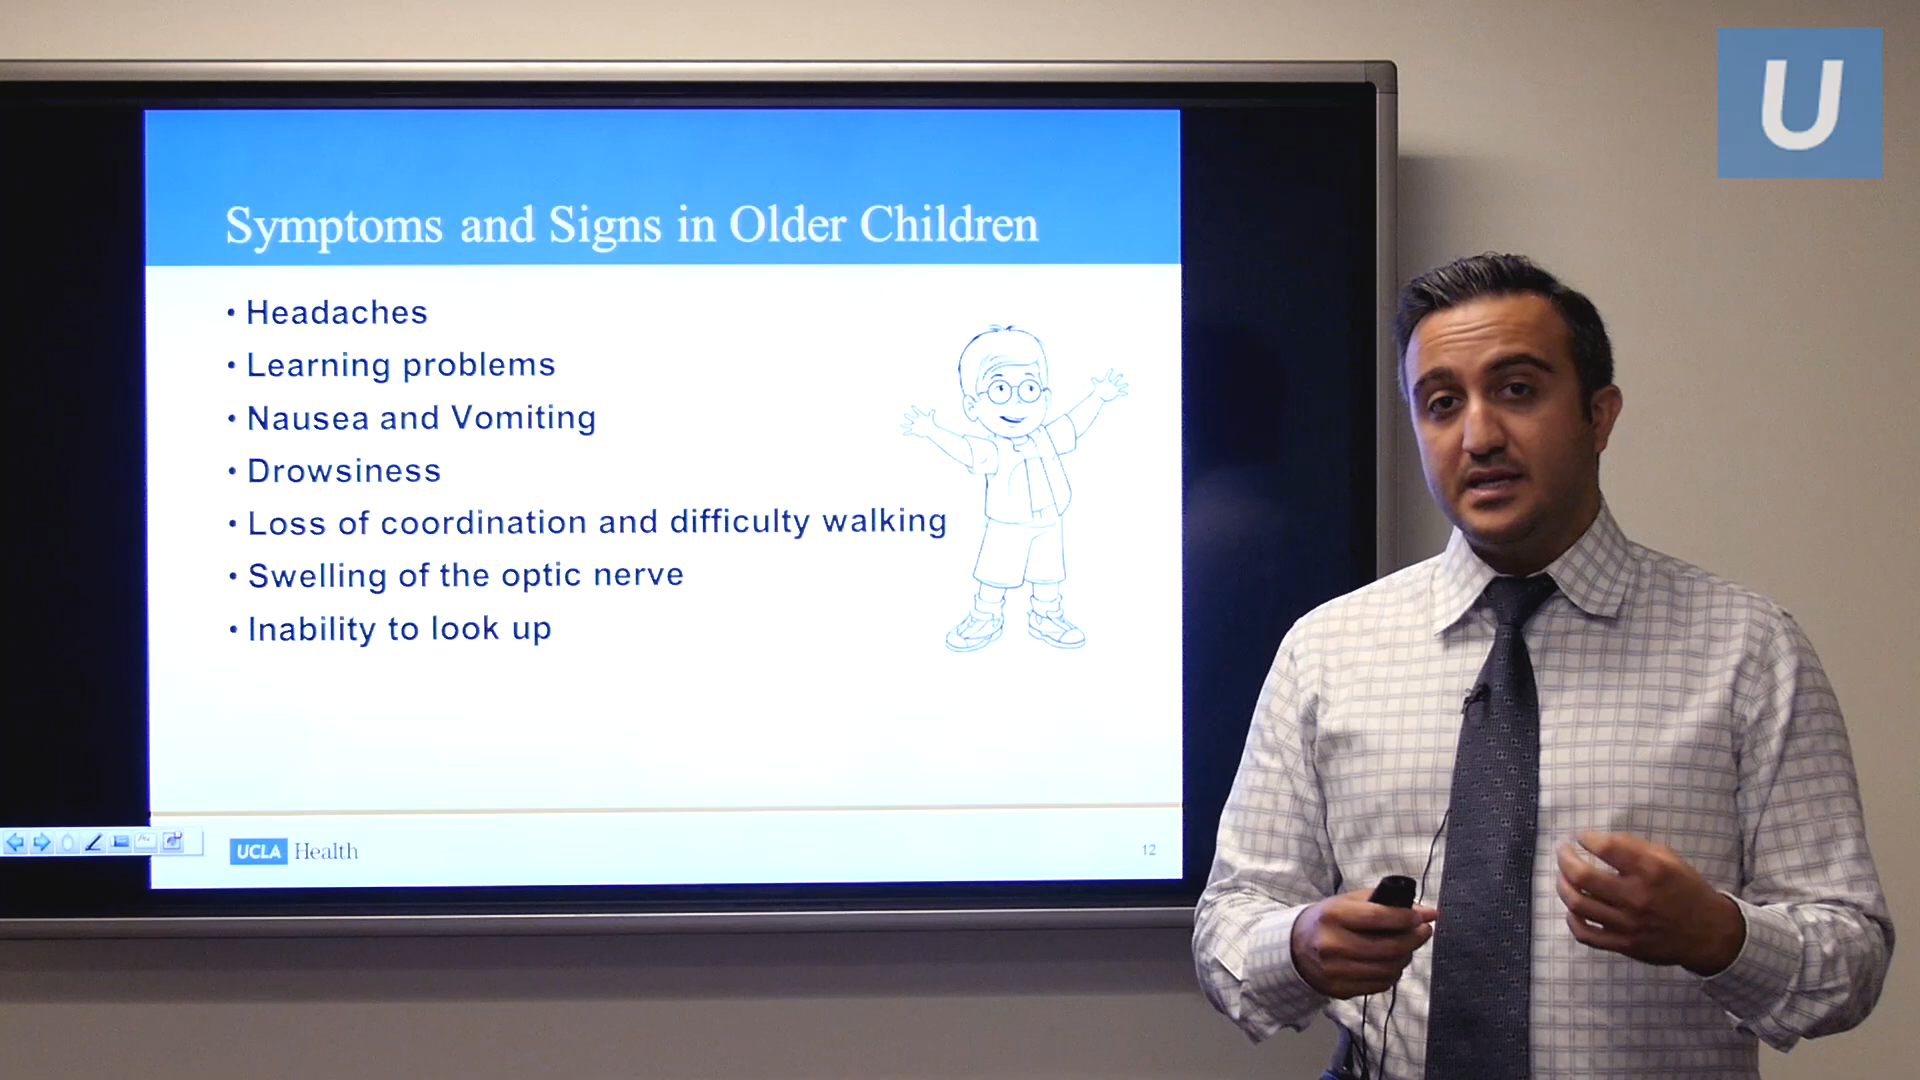 U
Symptoms and Signs in Older Children
• Headaches
• Learning problems
• Nausea and Vomiting
• Drowsiness
• Loss of coordination and difficulty walking
• Swelling of the optic nerve
• Inability to look up
UCLA Health
12